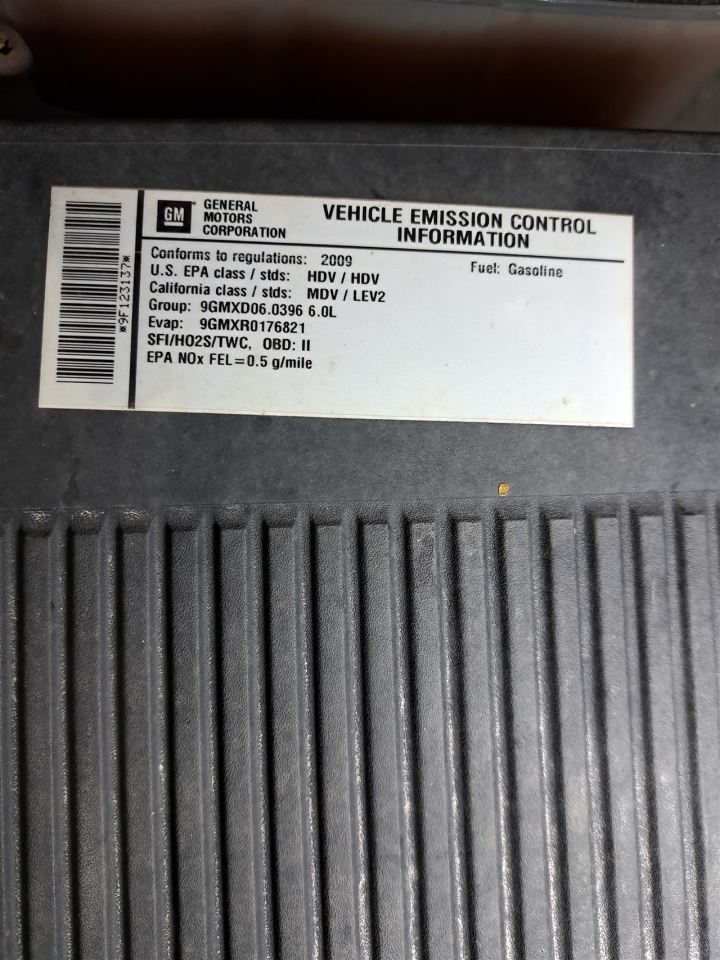 GM
GENERAL
MOTORS
CORPORATION
VEHICLE EMISSION CONTROL
INFORMATION
Conforms to regulations: 2009
Fuel: Gasoline
U.S. EPA class / stds: HDV / HDV
California class / stds: MDV / LEV2
Group: 9GMXD06.0396 6.0L
Evap: 9GMXR0176821
SFI/HO2S/TWC, OBD: II
EPA NOx FEL=0.5 g/mile
*9F123137*